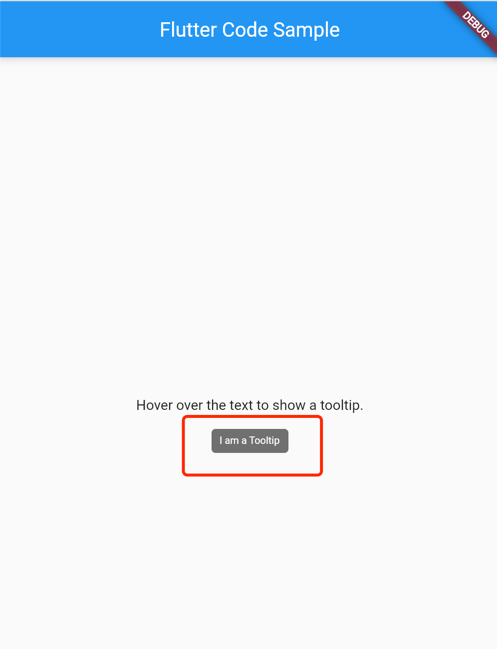 Flutter Code Sample
DEBUG
Hover over the text to show a tooltip.
I am a Tooltip